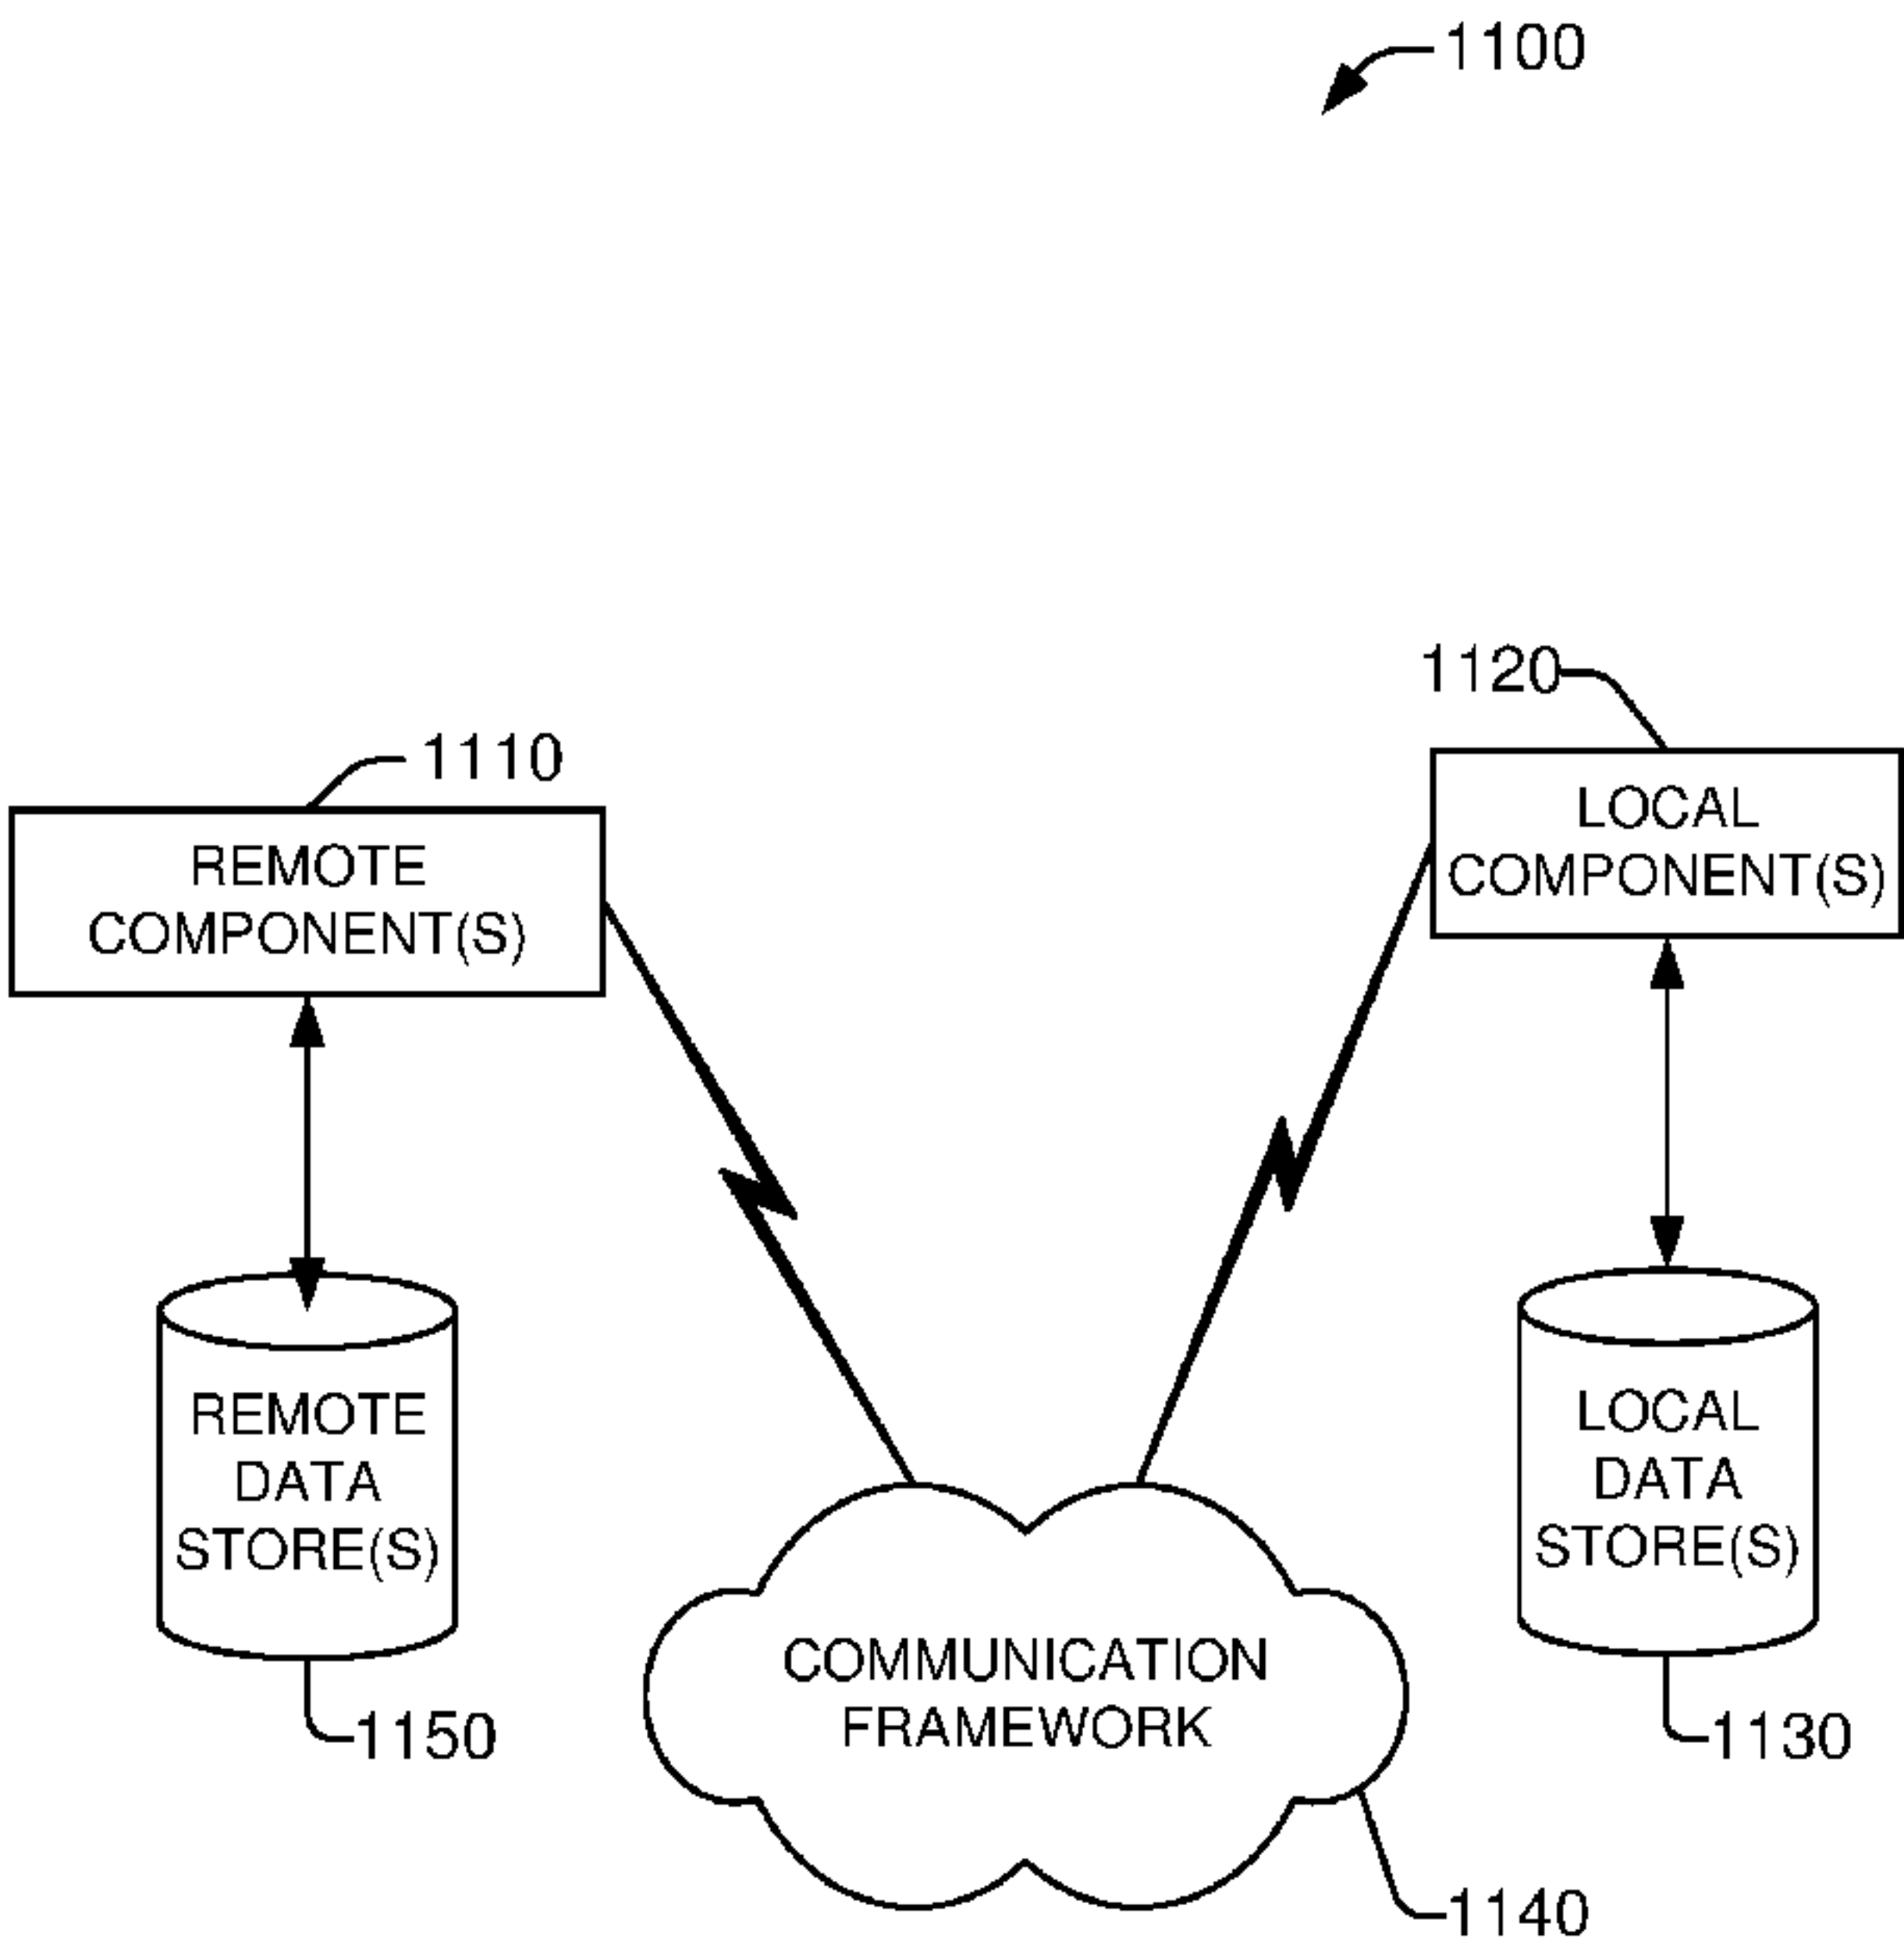 1100
1120
1110
LOCAL
COMPONENT(S)
REMOTE
COMPONENT(S)
REMOTE
DATA
STORE(S)
LOCAL
DATA
STORE(S)
COMMUNICATION
FRAMEWORK
1150
1130
1140